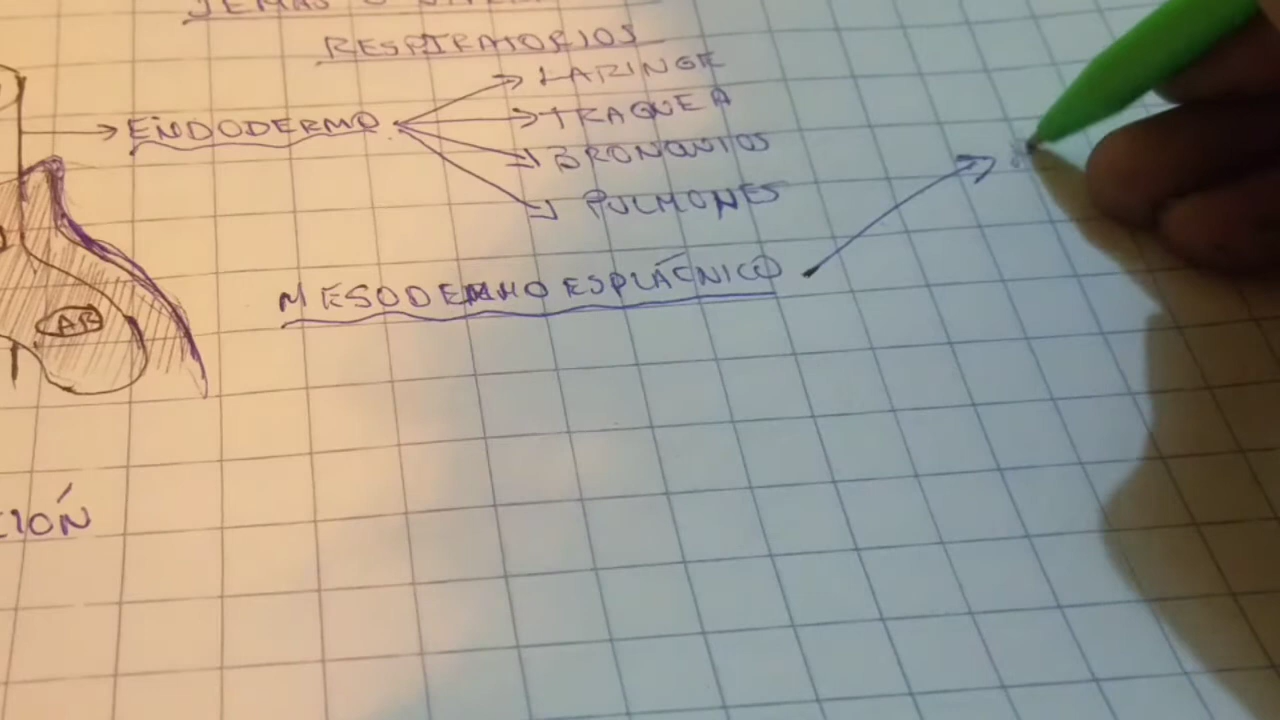 RESPIRATORIOS
LARINGE
ENDODERMO
TRAQUEA
BRONQUIOS
PULMONES
MESODERMO ESPLÁCNICO
AB
CIÓN